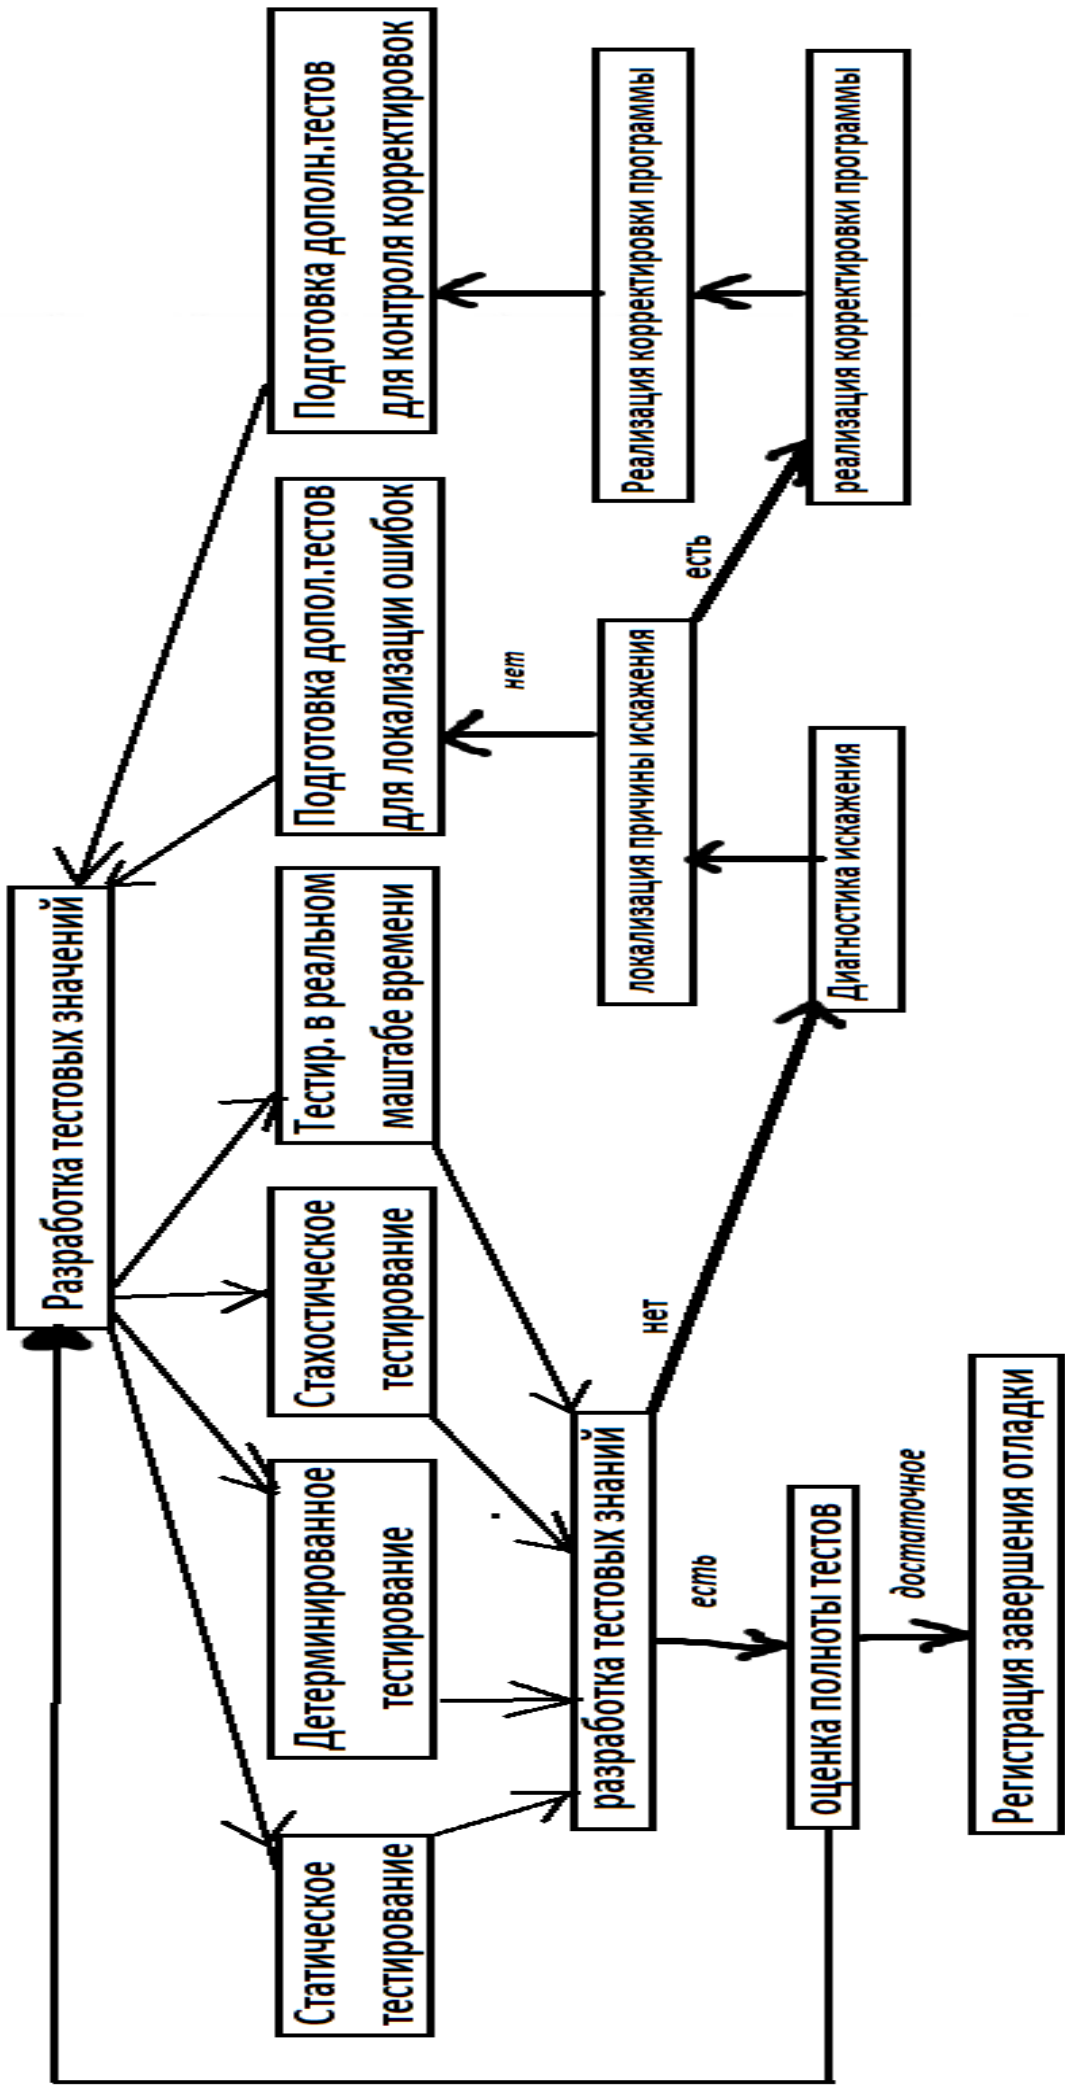 Разработка тестовых значений
Статическое
тестирование
Детерминированное
тестирование
Стахостическое
тестирование
Тестир. в реальном
маштабе времени
Подготовка допол.тестов
для локализации ошибок
Подготовка дополн.тестов
для контроля корректировок
разработка тестовых знаний
нет
есть
локализация причины искажения
нет
есть
Реализация корректировки программы
оценка полноты тестов
достаточное
Диагностика искажения
реализация корректировки программы
Регистрация завершения отладки